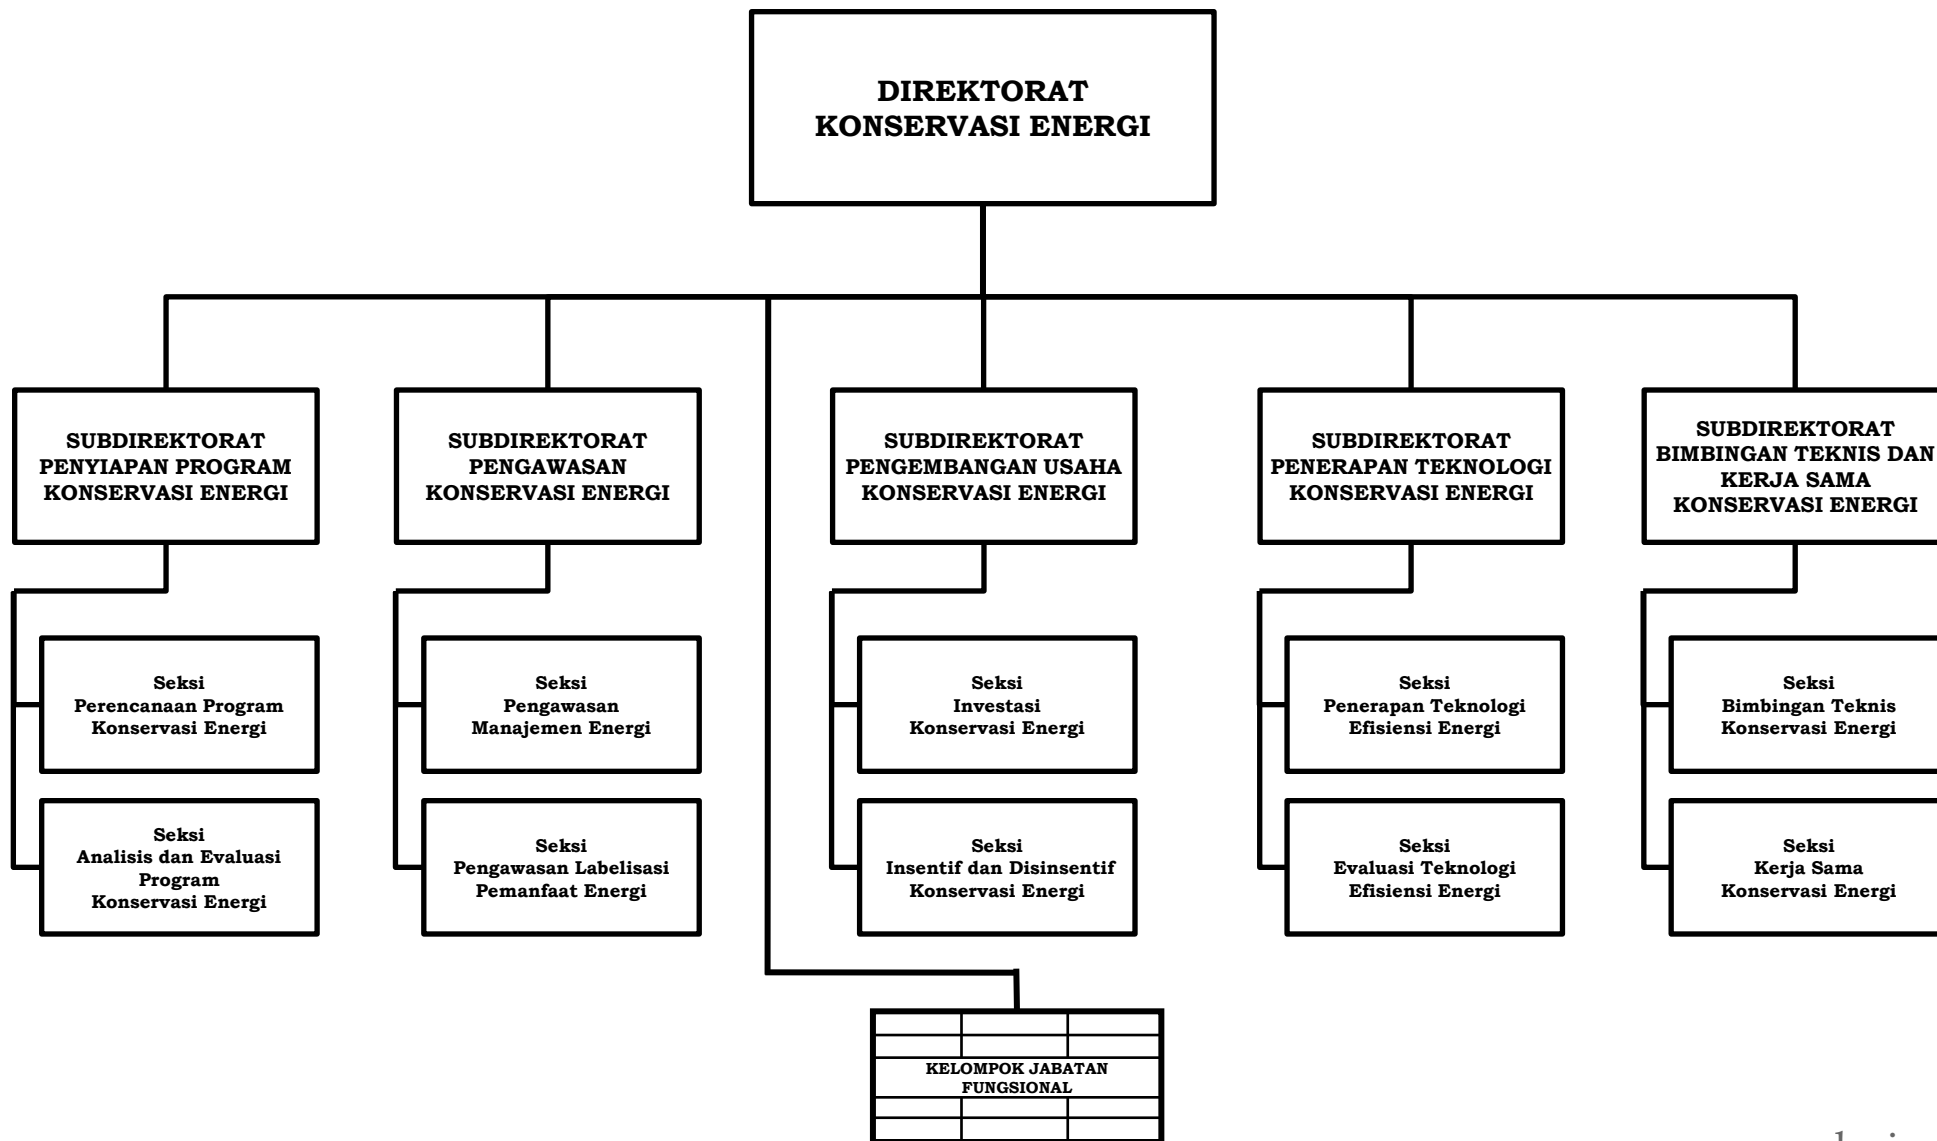 DIREKTORAT
KONSERVASI ENERGI
SUBDIREKTORAT
PENYIAPAN PROGRAM
KONSERVASI ENERGI
SUBDIREKTORAT
PENGAWASAN
KONSERVASI ENERGI
SUBDIREKTORAT
PENGEMBANGAN USAHA
KONSERVASI ENERGI
SUBDIREKTORAT
PENERAPAN TEKNOLOGI
KONSERVASI ENERGI
SUBDIREKTORAT
BIMBINGAN TEKNIS DAN
KERJA SAMA
KONSERVASI ENERGI
Seksi
Perencanaan Program
Konservasi Energi
Seksi
Pengawasan
Manajemen Energi
Seksi
Investasi
Konservasi Energi
Seksi
Penerapan Teknologi
Efisiensi Energi
Seksi
Bimbingan Teknis
Konservasi Energi
Seksi
Analisis dan Evaluasi
Program
Konservasi Energi
Seksi
Pengawasan Labelisasi
Pemanfaat Energi
Seksi
Insentif dan Disinsentif
Konservasi Energi
Seksi
Evaluasi Teknologi
Efisiensi Energi
Seksi
Kerja Sama
Konservasi Energi
KELOMPOK JABATAN
FUNGSIONAL